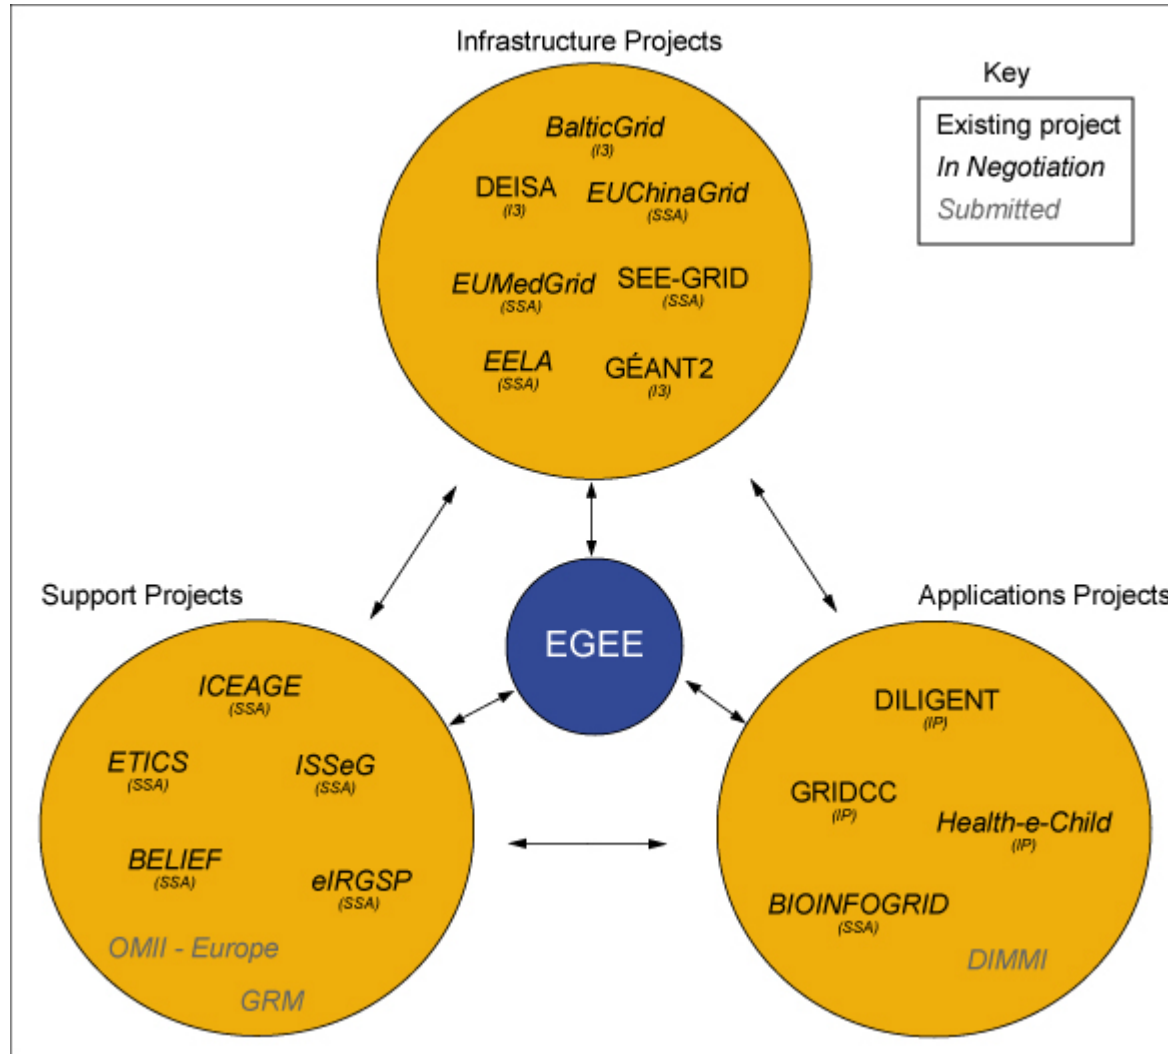 Infrastructure Projects
Key
Existing project
In Negotiation
Submitted
BalticGrid
(I3)
DEISA
(I3)
EUChinaGrid
(SSA)
EUMedGrid
(SSA)
SEE-GRID
(SSA)
EELA
(SSA)
GÉANT2
(I3)
EGEE
Support Projects
ICEAGE
(SSA)
ETICS
(SSA)
ISSeG
(SSA)
BELIEF
(SSA)
eIRGSP
(SSA)
OMII - Europe
GRM
Applications Projects
DILIGENT
(IP)
GRIDCC
(IP)
Health-e-Child
(IP)
BIOINFOGRID
(SSA)
DIMMI